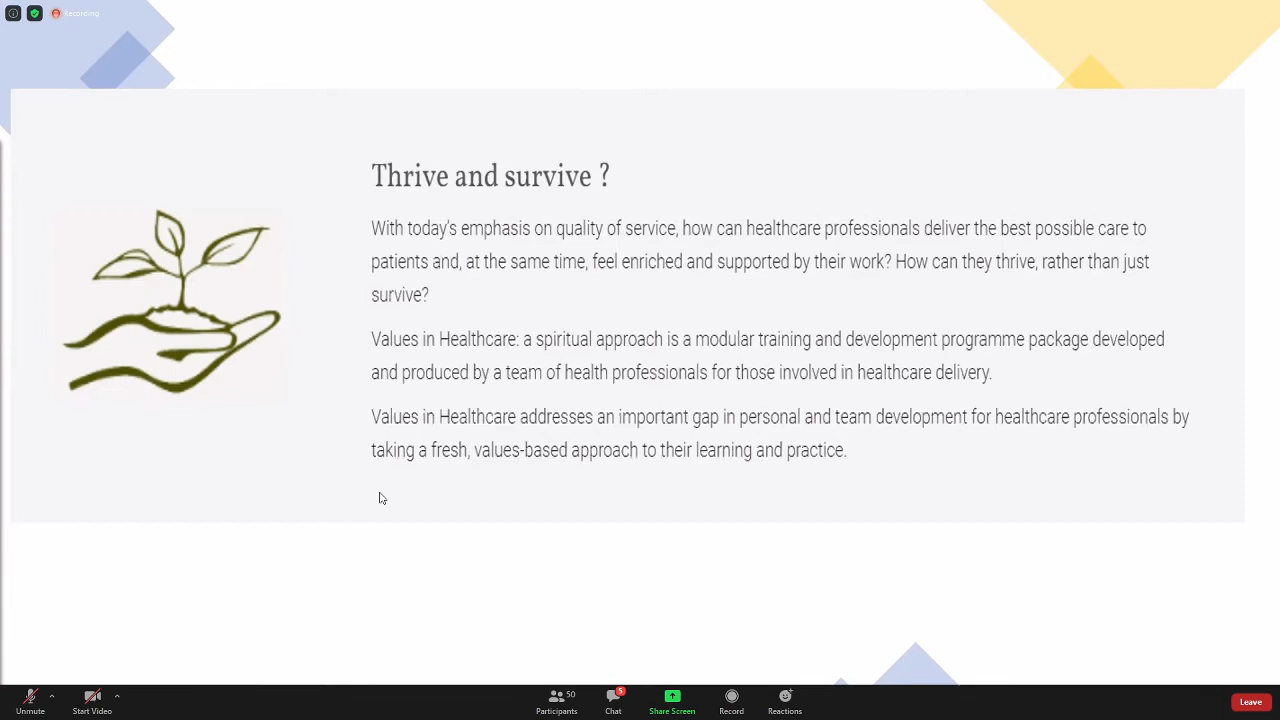 Recording
Thrive and survive ?
With today's emphasis on quality of service, how can healthcare professionals deliver the best possible care to
patients and, at the same time, feel enriched and supported by their work? How can they thrive, rather than just
survive?
Values in Healthcare: a spiritual approach is a modular training and development programme package developed
and produced by a team of health professionals for those involved in healthcare delivery.
Values in Healthcare addresses an important gap in personal and team development for healthcare professionals by
taking a fresh, values-based approach to their learning and practice.
Unmute
Start Video
50
Participants
5
Chat
Share Screen
Record
Reactions
Leave